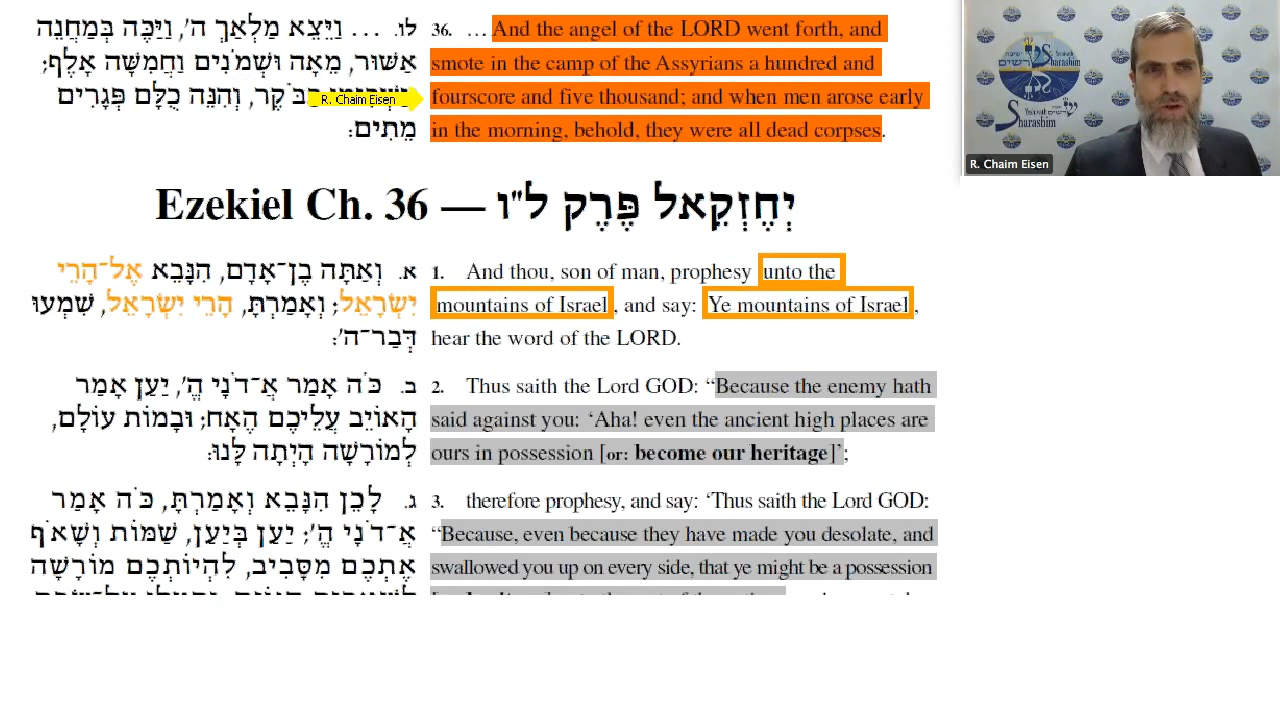 לו. ... וַיֵּצֵא מַלְאַךְ ה', וַיַּכֶּה בְּמַחֲנֵה
אַשּׁוּר, מֵאָה וּשְׁמֹנִים וַחֲמִשָּׁה אָלֶף;
בַבֹּקֶר, וְהִנֵּה כֻלָּם פְּגָרִים
מֵתִים:
36. ... And the angel of the LORD went forth, and
smote in the camp of the Assyrians a hundred and
fourscore and five thousand; and when men arose early
in the morning, behold, they were all dead corpses.
R. Chaim Eisen
Ezekiel Ch. 36 — יְחֶזְקֵאל פֶּרֶק ל"ו
א. וְאַתָּה בֶן־אָדָם, הִנָּבֵא אֶל־הָרֵי
יִשְׂרָאֵל; וְאָמַרְתָּ, הָרֵי יִשְׂרָאֵל, שִׁמְעוּ
דְּבַר־ה':
1. And thou, son of man, prophesy unto the
mountains of Israel, and say: Ye mountains of Israel,
hear the word of the LORD.
ב. כֹּה אָמַר אֲ־דֹנָי הֱ', יַעַן אָמַר
הָאוֹיֵב עֲלֵיכֶם הֶאָח; וּבָמוֹת עוֹלָם,
לְמוֹרָשָׁה הָיְתָה לָּנוּ:
2. Thus saith the Lord GOD: “Because the enemy hath
said against you: ‘Aha! even the ancient high places are
ours in possession [or: become our heritage]’;
ג. לָכֵן הִנָּבֵא וְאָמַרְתָּ, כֹּה אָמַר
אֲ־דֹנָי הֱ'; יַעַן בְּיַעַן, שַׁמּוֹת וְשָׁאֹף
אֶתְכֶם מִסָּבִיב, לִהְיוֹתְכֶם מוֹרָשָׁה
3. therefore prophesy, and say: ‘Thus saith the Lord GOD:
“Because, even because they have made you desolate, and
swallowed you up on every side, that ye might be a possession
Yeshivath
Sharashim
Yeshivath
Sharashim
R. Chaim Eisen